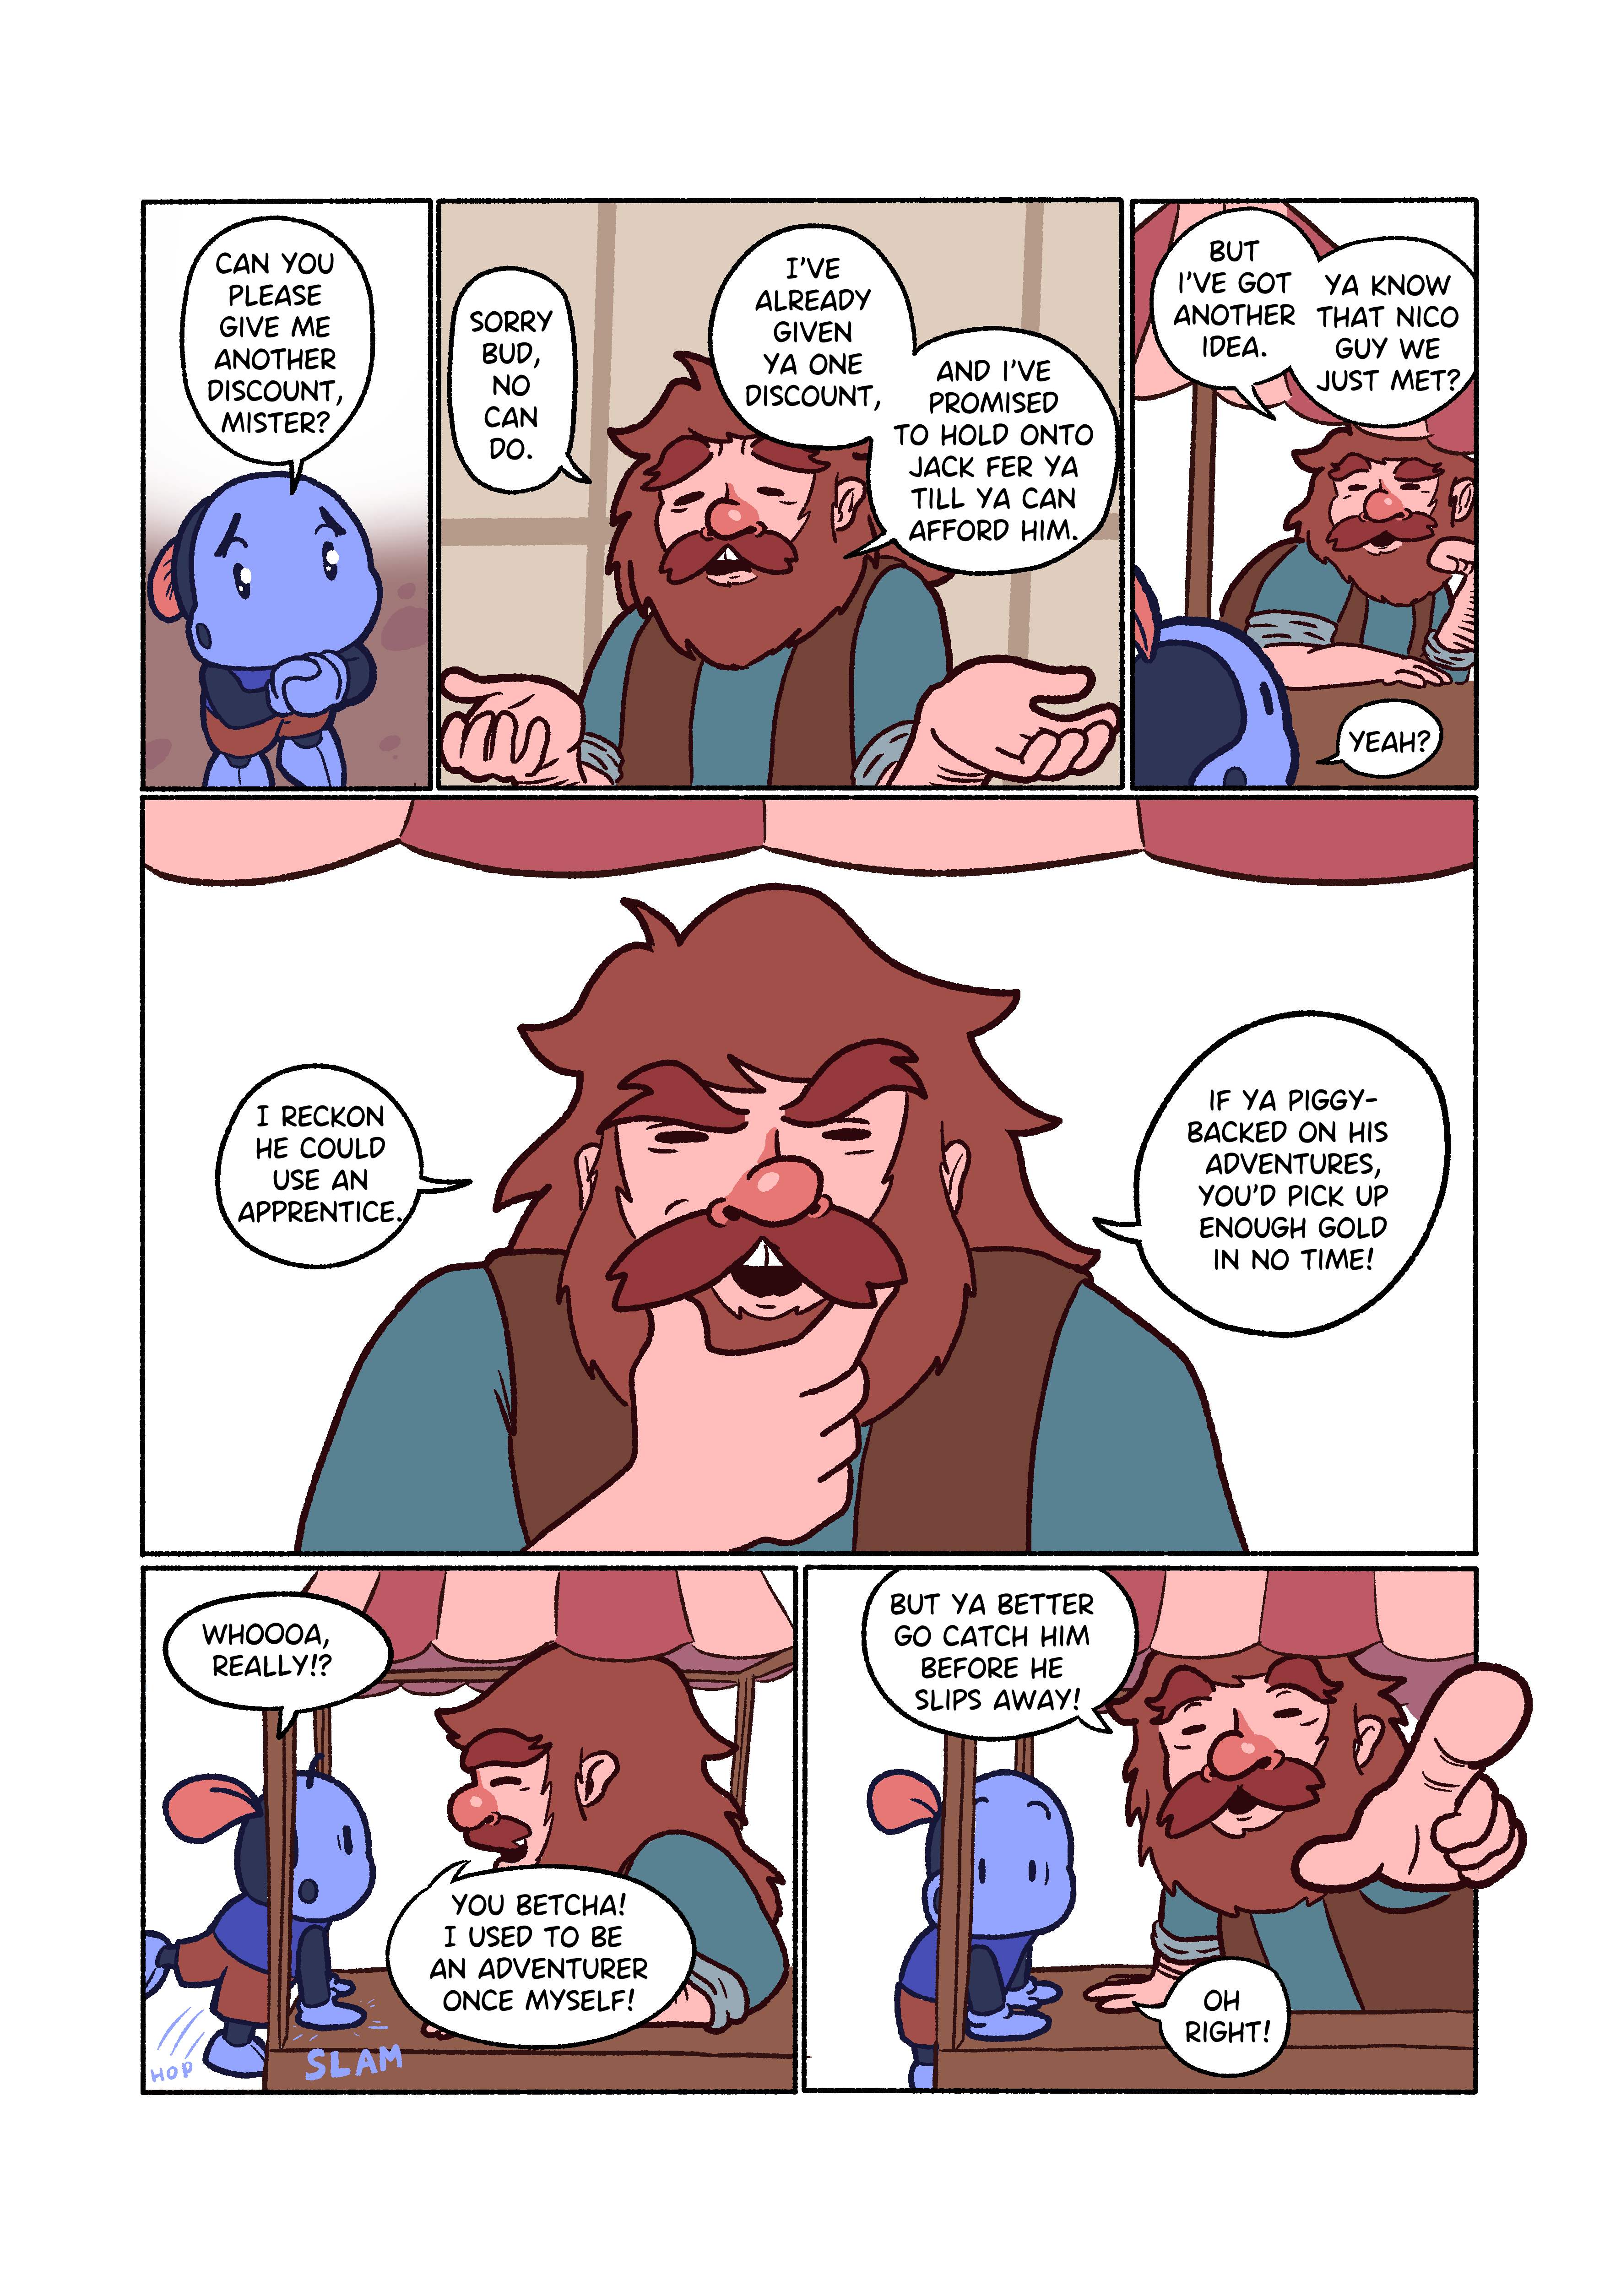 CAN YOU
PLEASE
GIVE ME
ANOTHER
DISCOUNT,
MISTER?
SORRY
BUD,
NO
CAN
DO.
I'VE
ALREADY
GIVEN
YA ONE
DISCOUNT,
AND I'VE
PROMISED
TO HOLD ONTO
JACK FER YA
TILL YA CAN
AFFORD HIM.
BUT
I'VE GOT
ANOTHER
IDEA.
YA KNOW
THAT NICO
GUY WE
JUST MET?
YEAH?
I RECKON
HE COULD
USE AN
APPRENTICE.
IF YA PIGGY-
BACKED ON HIS
ADVENTURES,
YOU'D PICK UP
ENOUGH GOLD
IN NO TIME!
WHOOOA,
REALLY!?
YOU BETCHA!
I USED TO BE
AN ADVENTURER
ONCE MYSELF!
HOP
SLAM
BUT YA BETTER
GO CATCH HIM
BEFORE HE
SLIPS AWAY!
OH
RIGHT!